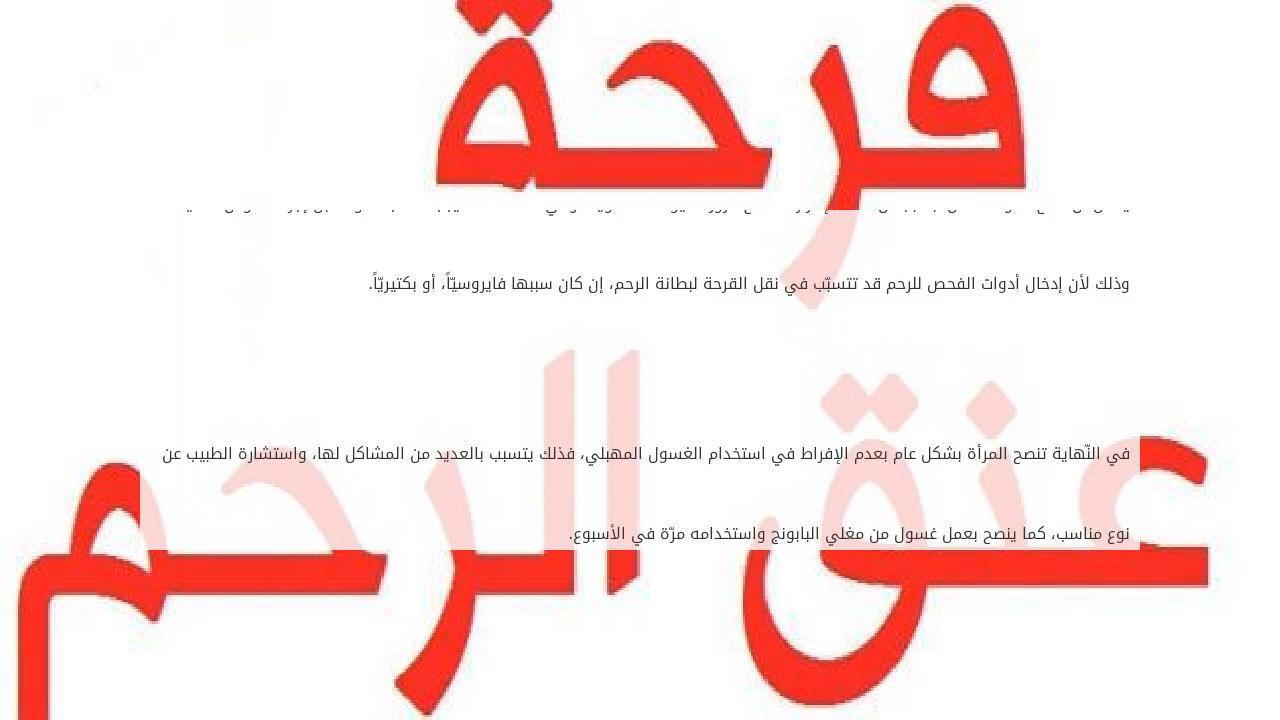 قرحة
وذلك لأن إدخال أدوات الفحص للرحم قد تتسبّب في نقل القرحة لبطانة الرحم، إن كان سببها فايروسيّاً، أو بكتيريّاً.
عنق الرحم
في النّهاية تنصح المرأة بشكل عام بعدم الإفراط في استخدام الغسول المهبلي، فذلك يتسبب بالعديد من المشاكل لها، واستشارة الطبيب عن
نوع مناسب، كما ينصح بعمل غسول من مغلي البابونج واستخدامه مرّة في الأسبوع.